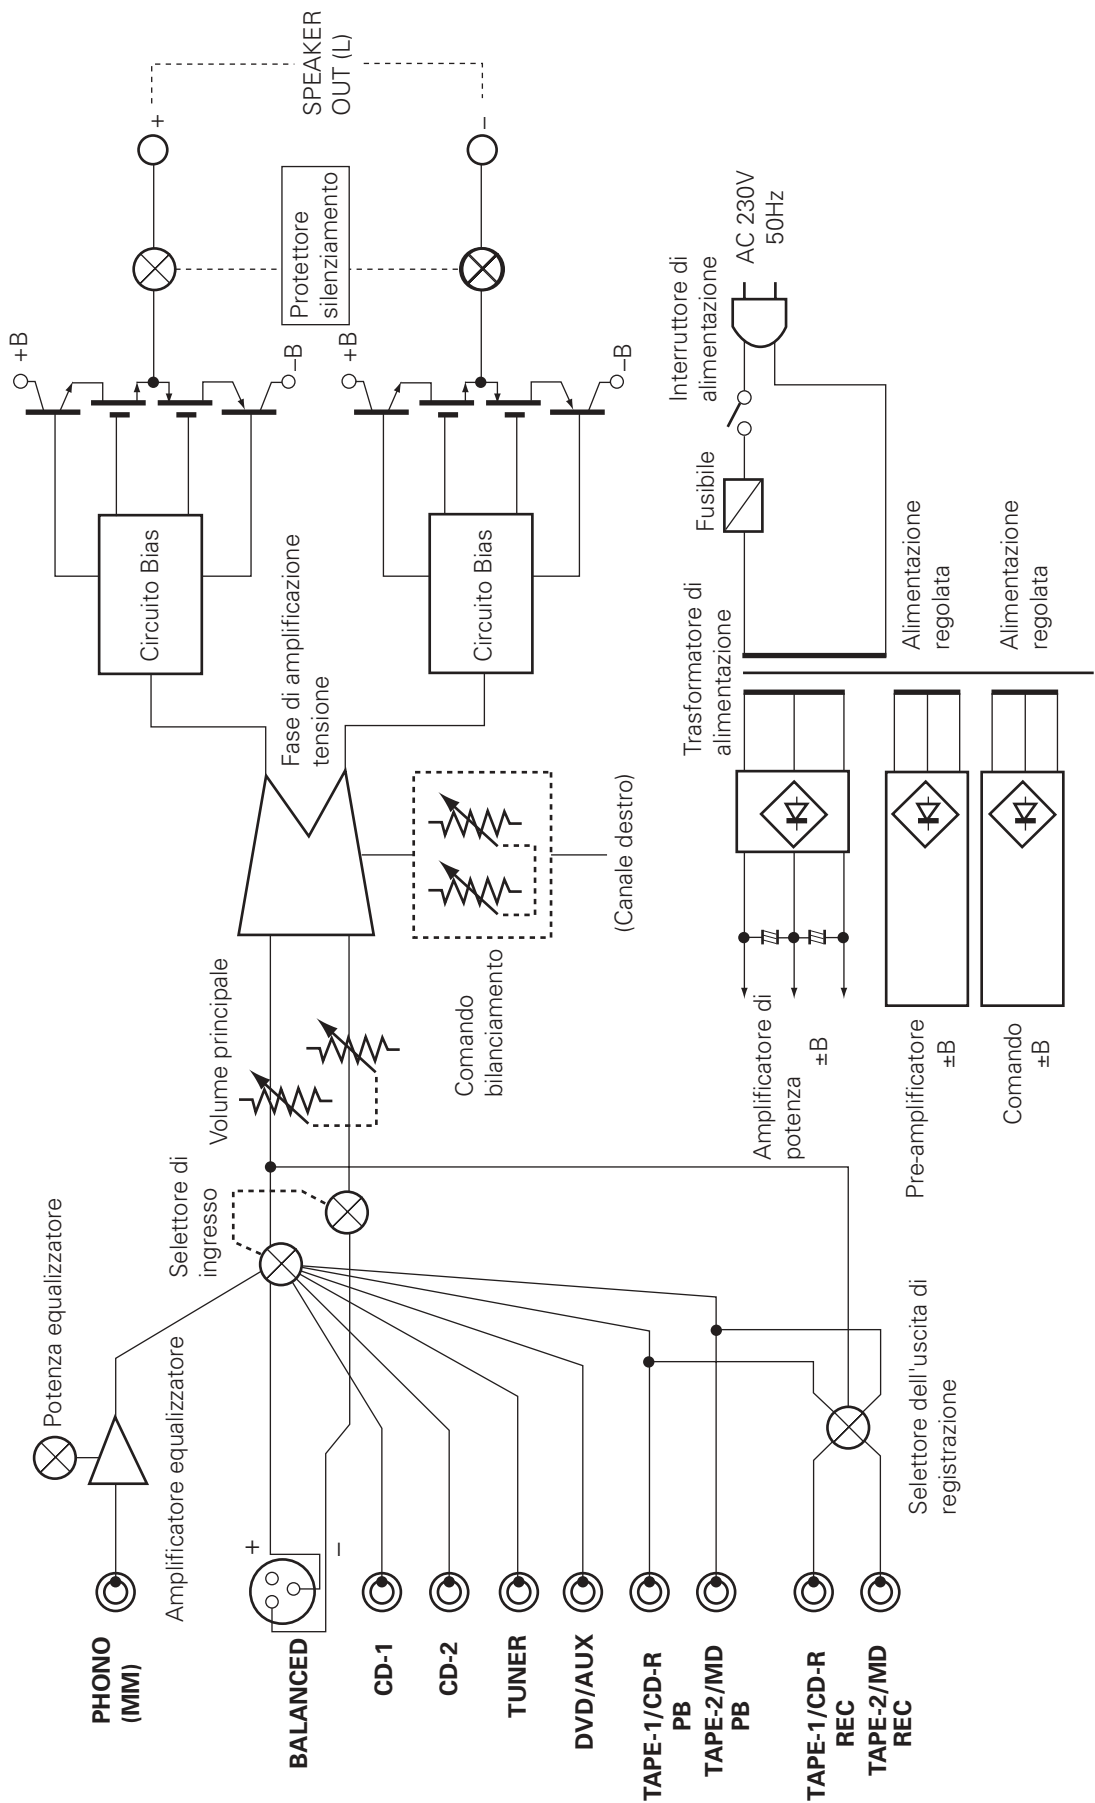 PHONO
(MM)
Amplificatore equalizzatore
Potenza equalizzatore
BALANCED
+
−
CD-1
CD-2
TUNER
DVD/AUX
TAPE-1/CD-R
PB
TAPE-2/MD
PB
TAPE-1/CD-R
REC
TAPE-2/MD
REC
Selettore di
ingresso
Selettore dell'uscita di
registrazione
Volume principale
Comando
bilanciamento
(Canale destro)
Fase di amplificazione
tensione
Circuito Bias
Circuito Bias
+B
−B
+B
−B
Protettore
silenziamento
+
−
SPEAKER
OUT (L)
AC 230V
50Hz
Interruttore di
alimentazione
Fusibile
Trasformatore di
alimentazione
Alimentazione
regolata
Alimentazione
regolata
Amplificatore di
potenza
±B
Pre-amplificatore
±B
Comando
±B